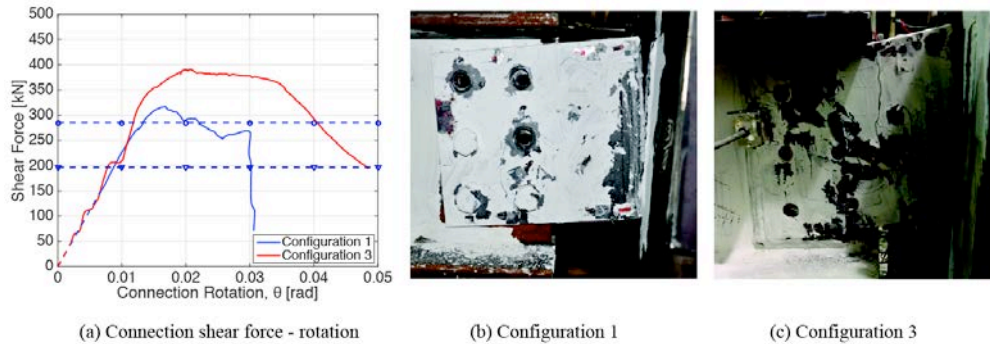 500
450
400
350
300
250
200
150
100
50
0
Shear Force [kN]
Configuration 1
Configuration 3
0 0.01 0.02 0.03 0.04 0.05
Connection Rotation, θ [rad]
(a) Connection shear force - rotation
(b) Configuration 1
(c) Configuration 3